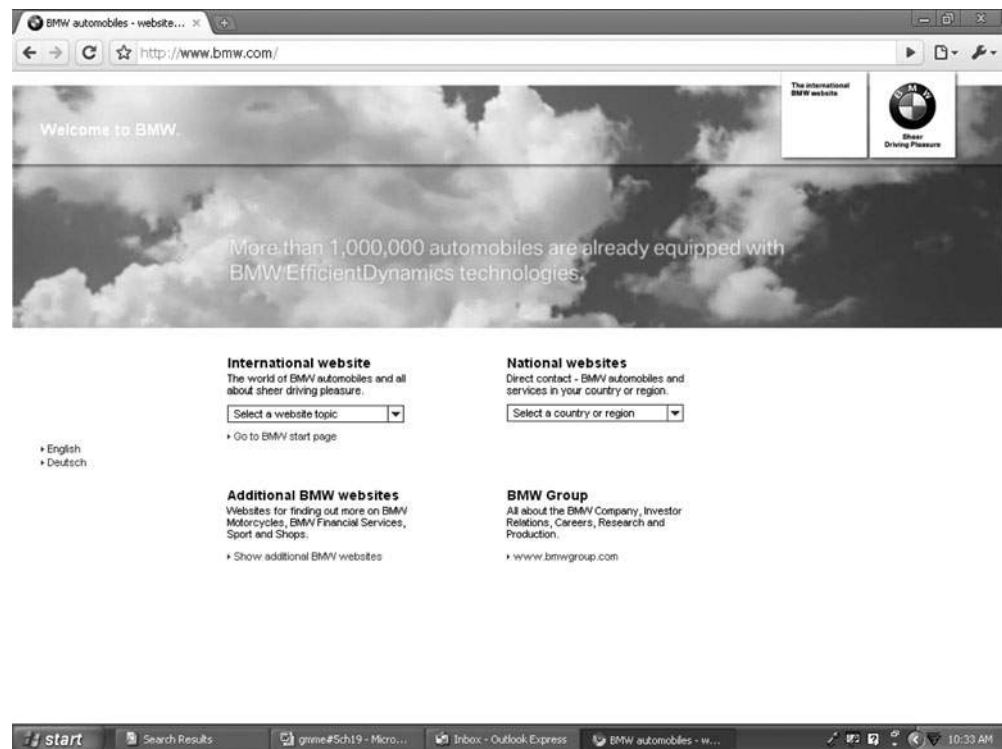 BMW automobiles - website...
http://www.bmw.com/
The international
BMW website
BMW
Sheer
Driving Pleasure
Welcome to BMW.
More than 1,000,000 automobiles are already equipped with
BMW EfficientDynamics technologies.
International website
The world of BMW automobiles and all
about sheer driving pleasure.
Select a website topic
Go to BMW start page
National websites
Direct contact - BMW automobiles and
services in your country or region.
Select a country or region
English
Deutsch
Additional BMW websites
Websites for finding out more on BMW
Motorcycles, BMW Financial Services,
Sport and Shops.
Show additional BMW websites
BMW Group
All about the BMW Company, Investor
Relations, Careers, Research and
Production.
www.bmwgroup.com
start
Search Results
gmme#5ch19 - Micro...
Inbox - Outlook Express
BMW automobiles - w...
10:33 AM